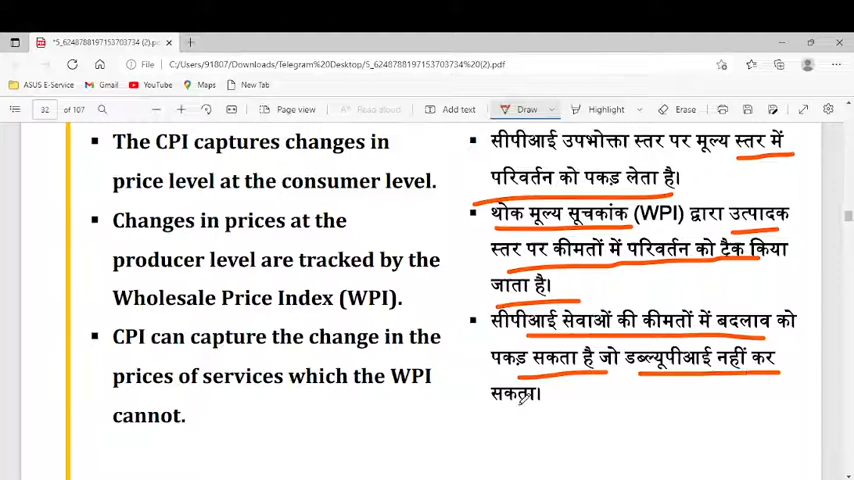 *5_6248788197153703734 (2).pdf
File
C:/Users/91807/Downloads/Telegram%20Desktop/5_6248788197153703734%20(2).pdf
ASUS E-Service
Gmail
YouTube
Maps
New Tab
32 of 107
Page view
Read aloud
Add text
Draw
Highlight
Erase
The CPI captures changes in
price level at the consumer level.
Changes in prices at the
producer level are tracked by the
Wholesale Price Index (WPI).
CPI can capture the change in the
prices of services which the WPI
cannot.
सीपीआई उपभोक्ता स्तर पर मूल्य स्तर में
परिवर्तन को पकड़ लेता है।
थोक मूल्य सूचकांक (WPI) द्वारा उत्पादक
स्तर पर कीमतों में परिवर्तन को ट्रैक किया
जाता है।
सीपीआई सेवाओं की कीमतों में बदलाव को
पकड़ सकता है जो डब्ल्यूपीआई नहीं कर
सकता।